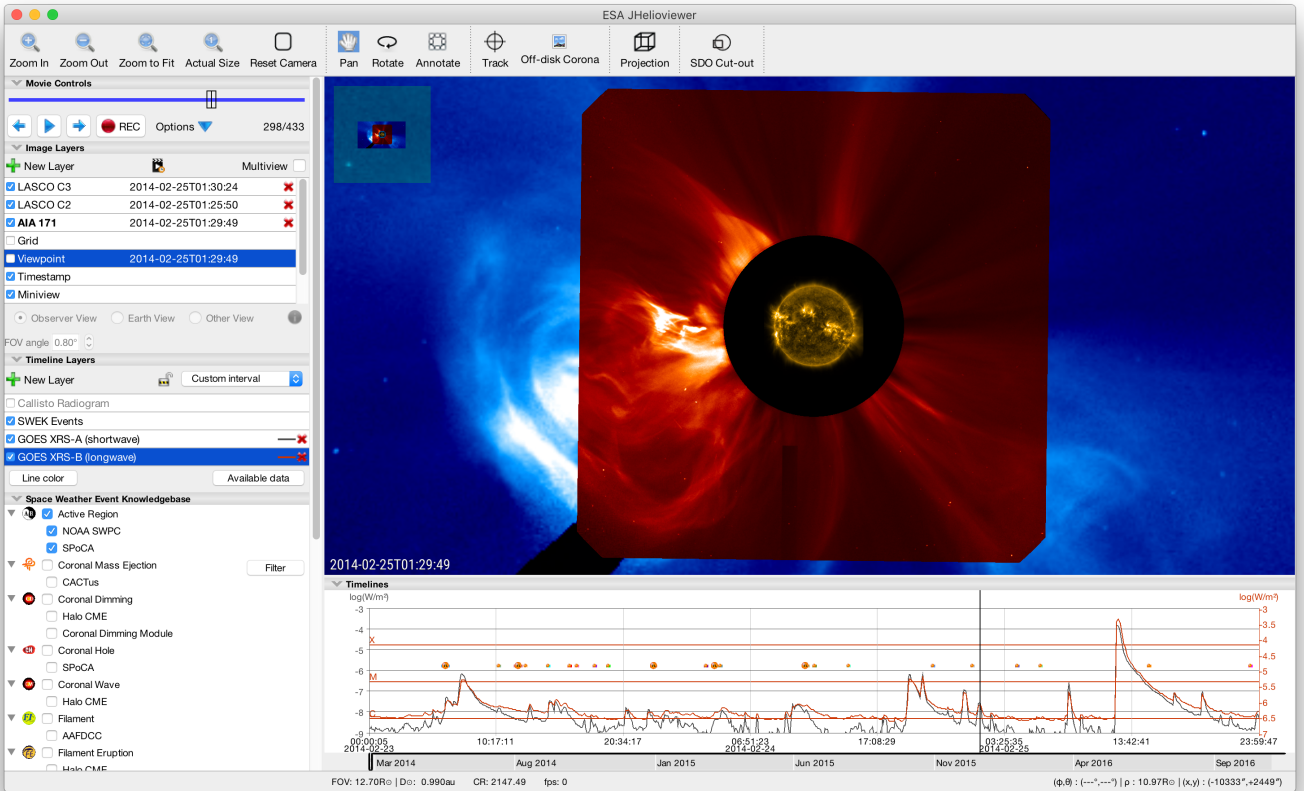 ESA JHelioviewer
Zoom In Zoom Out Zoom to Fit Actual Size Reset Camera Pan Rotate Annotate Track Off-disk Corona Projection SDO Cut-out
Movie Controls
REC Options 298/433
Image Layers
New Layer Multiview
LASCO C3 2014-02-25T01:30:24
LASCO C2 2014-02-25T01:25:50
AIA 171 2014-02-25T01:29:49
Grid
Viewpoint 2014-02-25T01:29:49
Timestamp
Miniview
Observer View Earth View Other View
FOV angle 0.80°
Timeline Layers
New Layer Custom interval
Callisto Radiogram
SWEK Events
GOES XRS-A (shortwave)
GOES XRS-B (longwave)
Line color Available data
Space Weather Event Knowledgebase
Active Region
NOAA SWPC
SPoCA
Coronal Mass Ejection Filter
CACTus
Coronal Dimming
Halo CME
Coronal Dimming Module
Coronal Hole
SPoCA
Coronal Wave
Halo CME
FI Filament
AAFDCC
Filament Eruption
Halo CME
2014-02-25T01:29:49
Timelines
log(W/m²) log(W/m²)
-3 -3
-3.5
-4 X -4
-5 -4.5
-5
-6 M -5.5
-7 -6
-8 C -6.5
-9 -7
00:00:05 10:17:11 20:34:17 06:51:23 17:08:29 03:25:35 13:42:41 23:59:47
2014-02-23 2014-02-24 2014-02-25
Mar 2014 Aug 2014 Jan 2015 Jun 2015 Nov 2015 Apr 2016 Sep 2016
FOV: 12.70R⊙ | D⊙: 0.990au CR: 2147.49 fps: 0 (φ,θ) : (---°,---°) | ρ : 10.97R⊙ | (x,y) : (-10333″,+2449″)